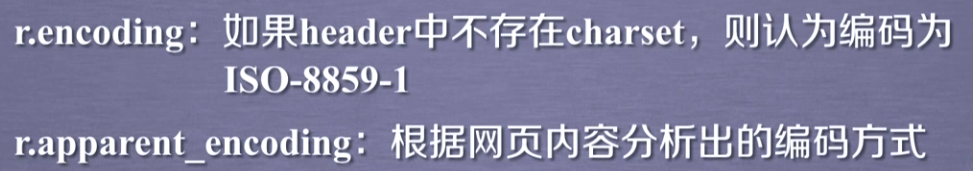 r.encoding：如果header中不存在charset，则认为编码为
ISO-8859-1
r.apparent_encoding：根据网页内容分析出的编码方式